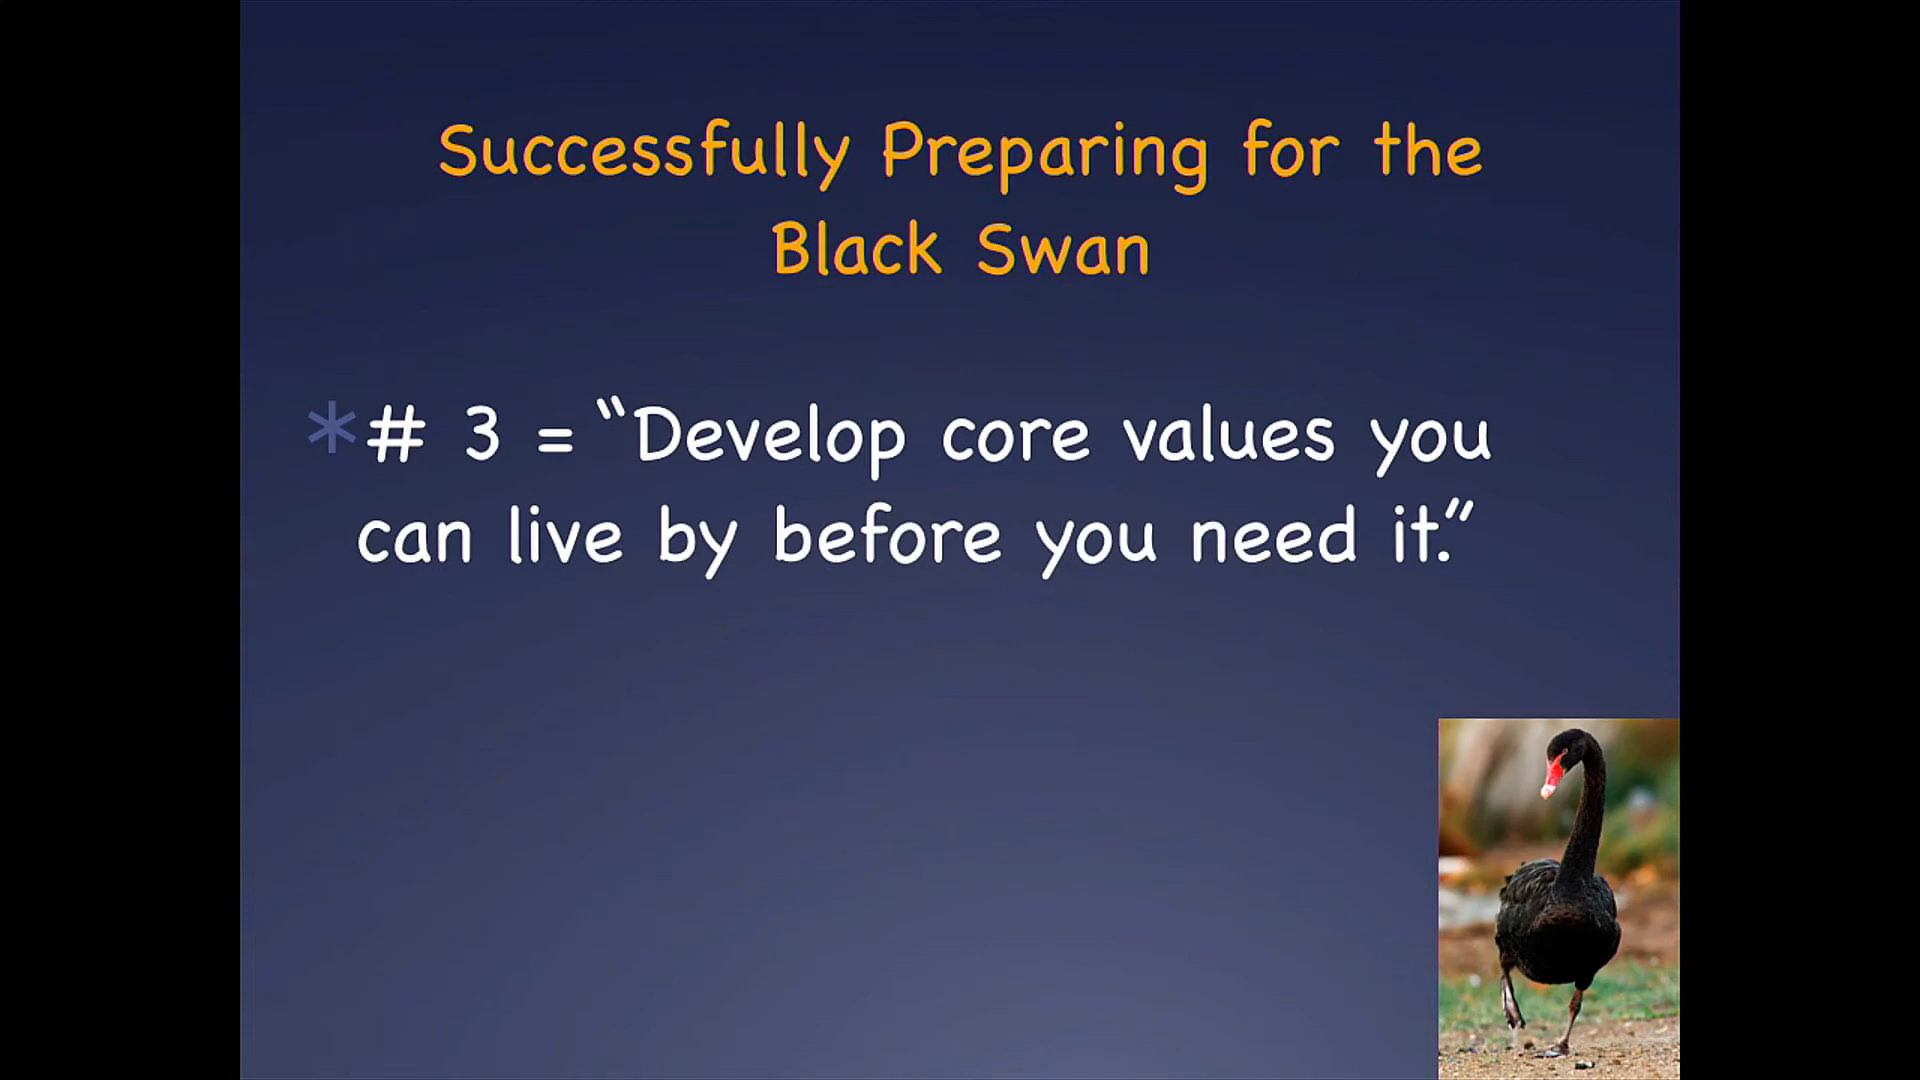 Successfully Preparing for the
Black Swan
*# 3 = “Develop core values you
can live by before you need it.”